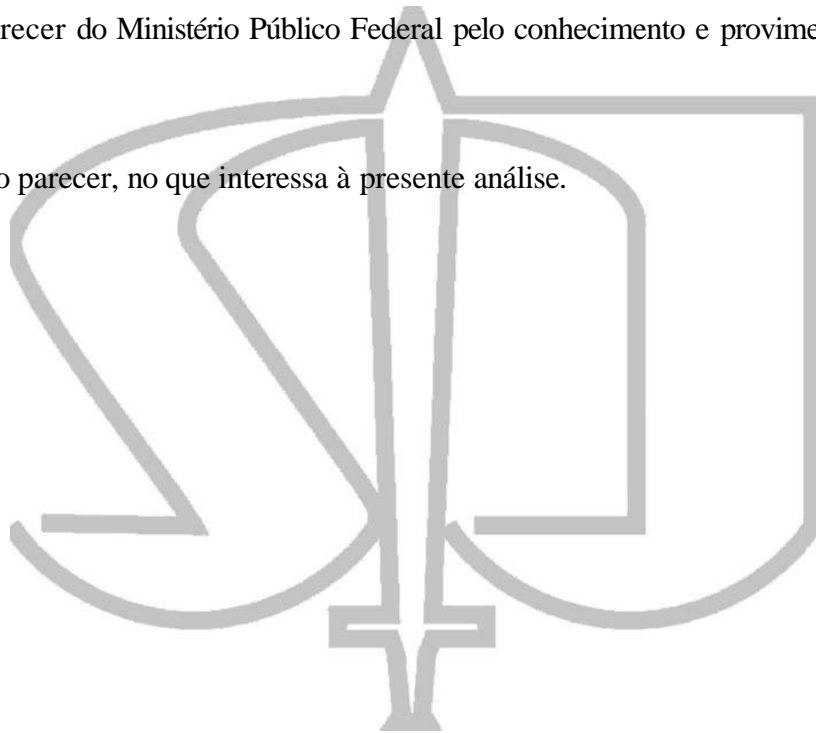 recer do Ministério Público Federal pelo conhecimento e provime
o parecer, no que interessa à presente análise.